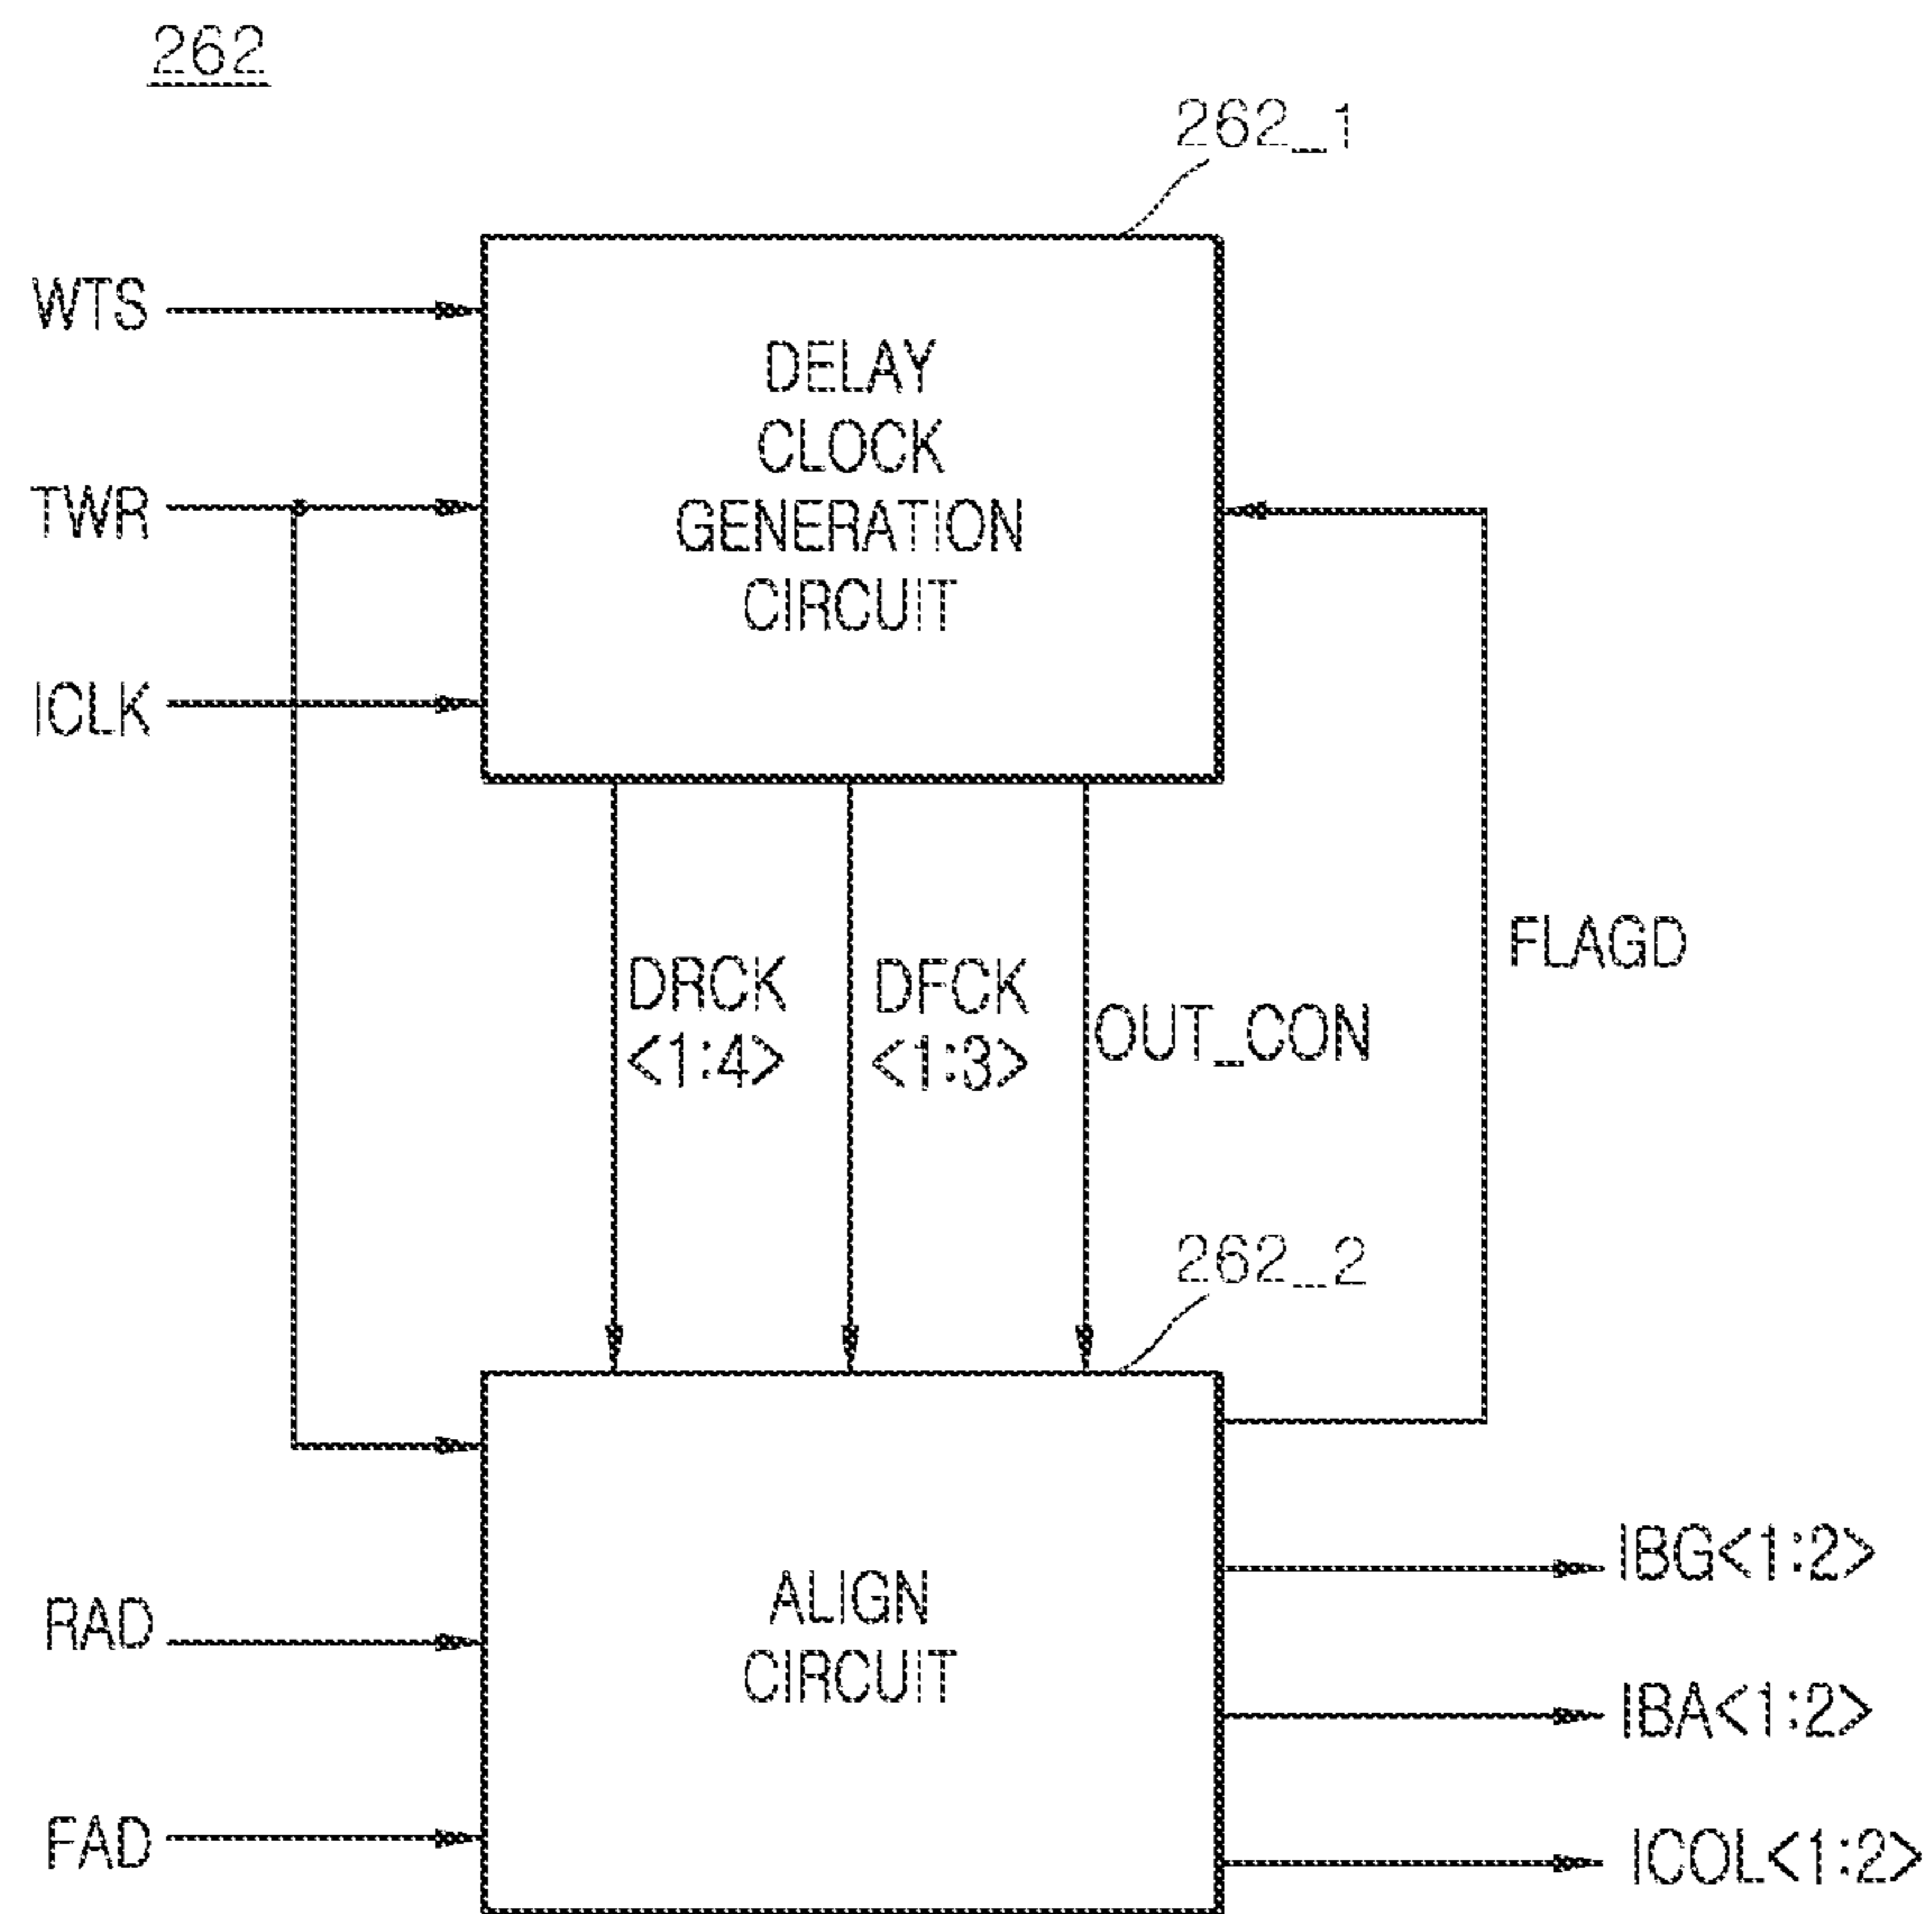 262
262_1
WTS
TWR
ICLK
DELAY
CLOCK
GENERATION
CIRCUIT
DRCK
<1:4>
DFCK
<1:3>
OUT_CON
FLAGD
262_2
RAD
FAD
ALIGN
CIRCUIT
IBG<1:2>
IBA<1:2>
ICOL<1:2>